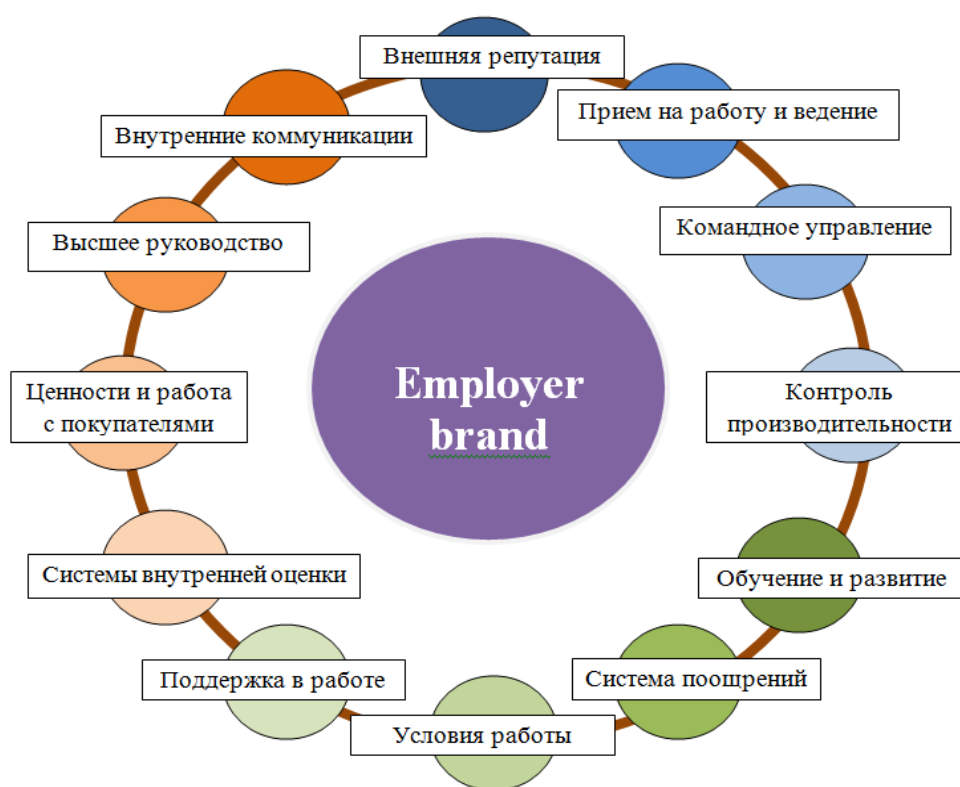 Внешняя репутация
Прием на работу и ведение
Командное управление
Контроль
производительности
Обучение и развитие
Система поощрений
Условия работы
Поддержка в работе
Системы внутренней оценки
Ценности и работа
с покупателями
Высшее руководство
Внутренние коммуникации
Employer
brand